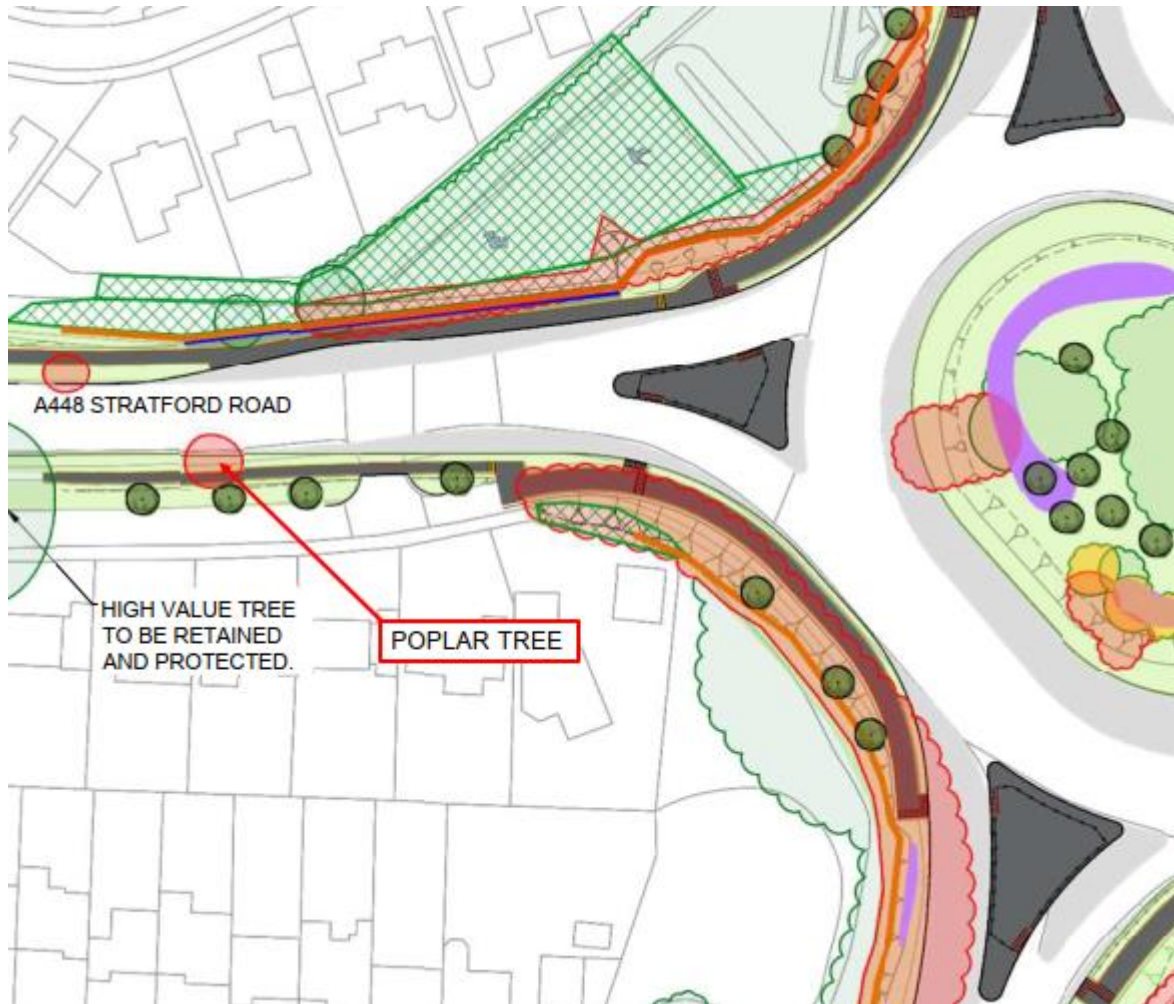 A448 STRATFORD ROAD
HIGH VALUE TREE
TO BE RETAINED
AND PROTECTED.
POPLAR TREE